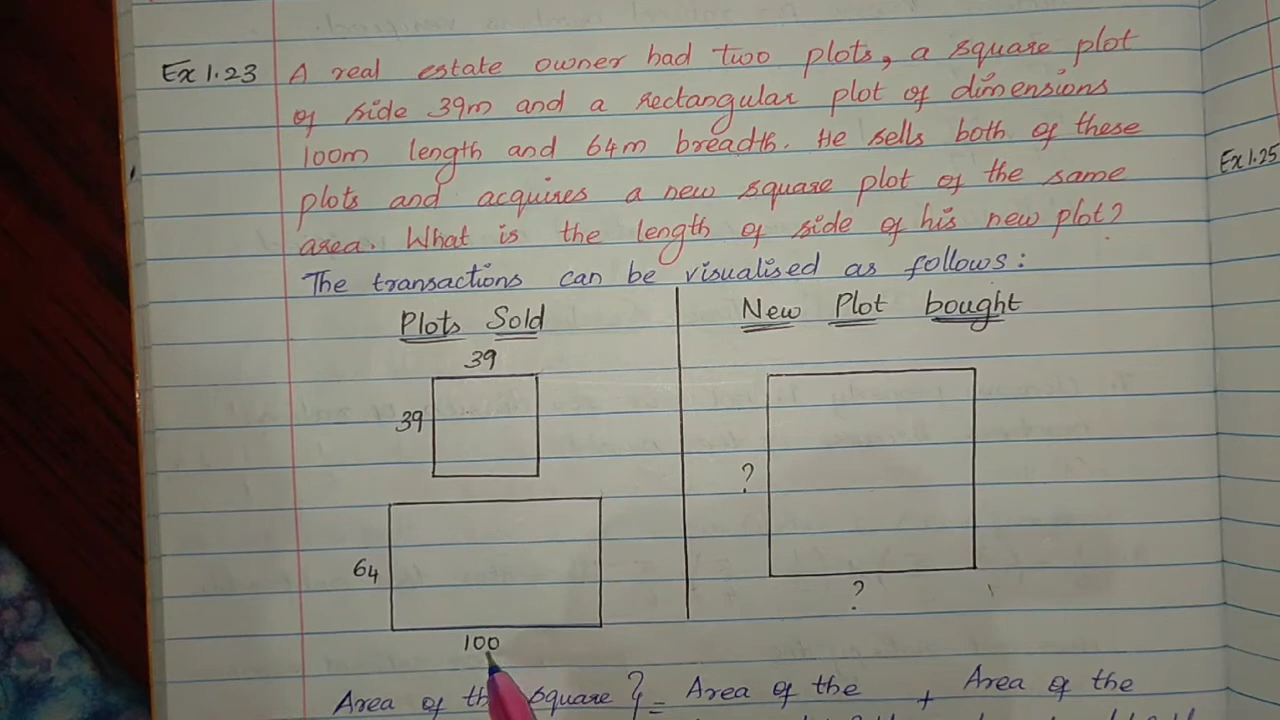 Ex 1.23 A real estate owner had two plots, a square plot
of side 39m and a rectangular plot of dimensions
100m length and 64m breadth. He sells both of these
Ex 1.25
plots and acquires a new square plot of the same
area. What is the length of side of his new plot?
The transactions can be visualised as follows:
Plots Sold
New Plot bought
39
39
64
100
?
?
Area of the square } = Area of the + Area of the